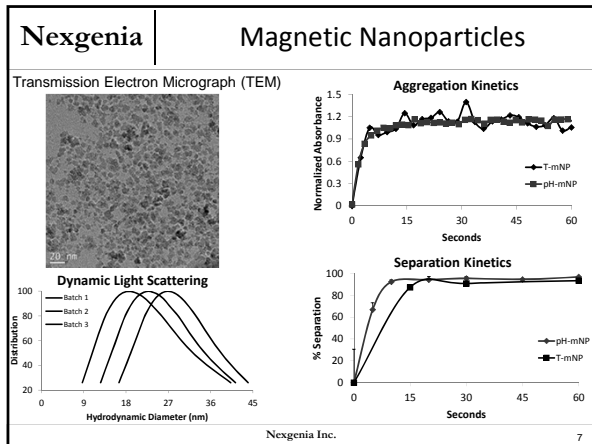 Nexgenia
Magnetic Nanoparticles
Transmission Electron Micrograph (TEM)
20 nm
Dynamic Light Scattering
Distribution
100
80
60
40
20
Batch 1
Batch 2
Batch 3
0 9 18 27 36 45
Hydrodynamic Diameter (nm)
Aggregation Kinetics
Normalized Absorbance
1.5
1.2
0.9
0.6
0.3
0
T-mNP
pH-mNP
0 15 30 45 60
Seconds
Separation Kinetics
% Separation
100
80
60
40
20
0
pH-mNP
T-mNP
0 15 30 45 60
Seconds
Nexgenia Inc.
7